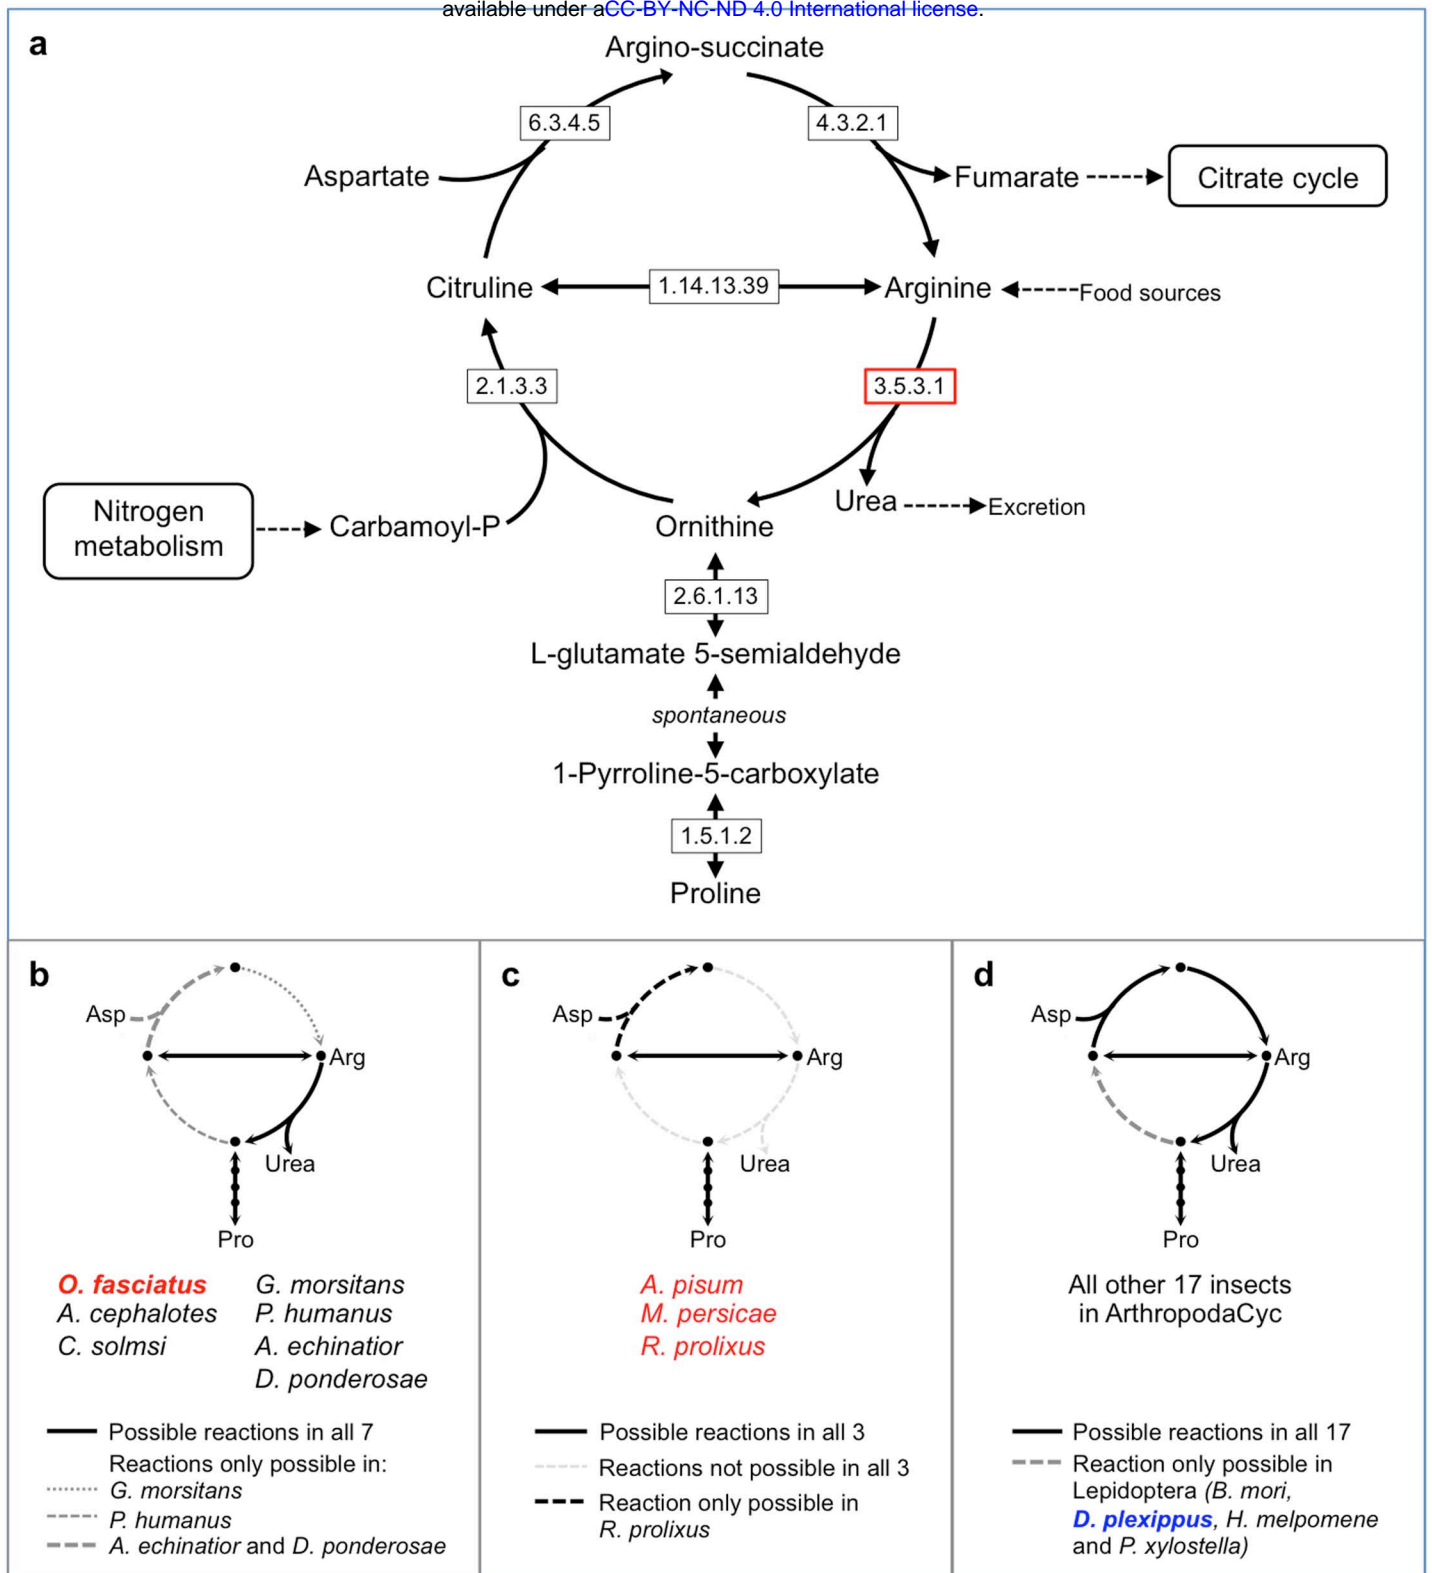 available under aCC-BY-NC-ND 4.0 International license.
a
Argino-succinate
6.3.4.5
4.3.2.1
Aspartate
Fumarate
Citrate cycle
Citruline
1.14.13.39
Arginine
Food sources
2.1.3.3
3.5.3.1
Nitrogen
metabolism
Carbamoyl-P
Ornithine
Urea
Excretion
2.6.1.13
L-glutamate 5-semialdehyde
spontaneous
1-Pyrroline-5-carboxylate
1.5.1.2
Proline
b
Asp
Arg
Urea
Pro
O. fasciatus
A. cephalotes
C. solmsi
G. morsitans
P. humanus
A. echinatior
D. ponderosae
Possible reactions in all 7
Reactions only possible in:
G. morsitans
P. humanus
A. echinatior and D. ponderosae
c
Asp
Arg
Urea
Pro
A. pisum
M. persicae
R. prolixus
Possible reactions in all 3
Reactions not possible in all 3
Reaction only possible in
R. prolixus
d
Asp
Arg
Urea
Pro
All other 17 insects
in ArthropodaCyc
Possible reactions in all 17
Reaction only possible in
Lepidoptera (B. mori,
D. plexippus, H. melpomene
and P. xylostella)